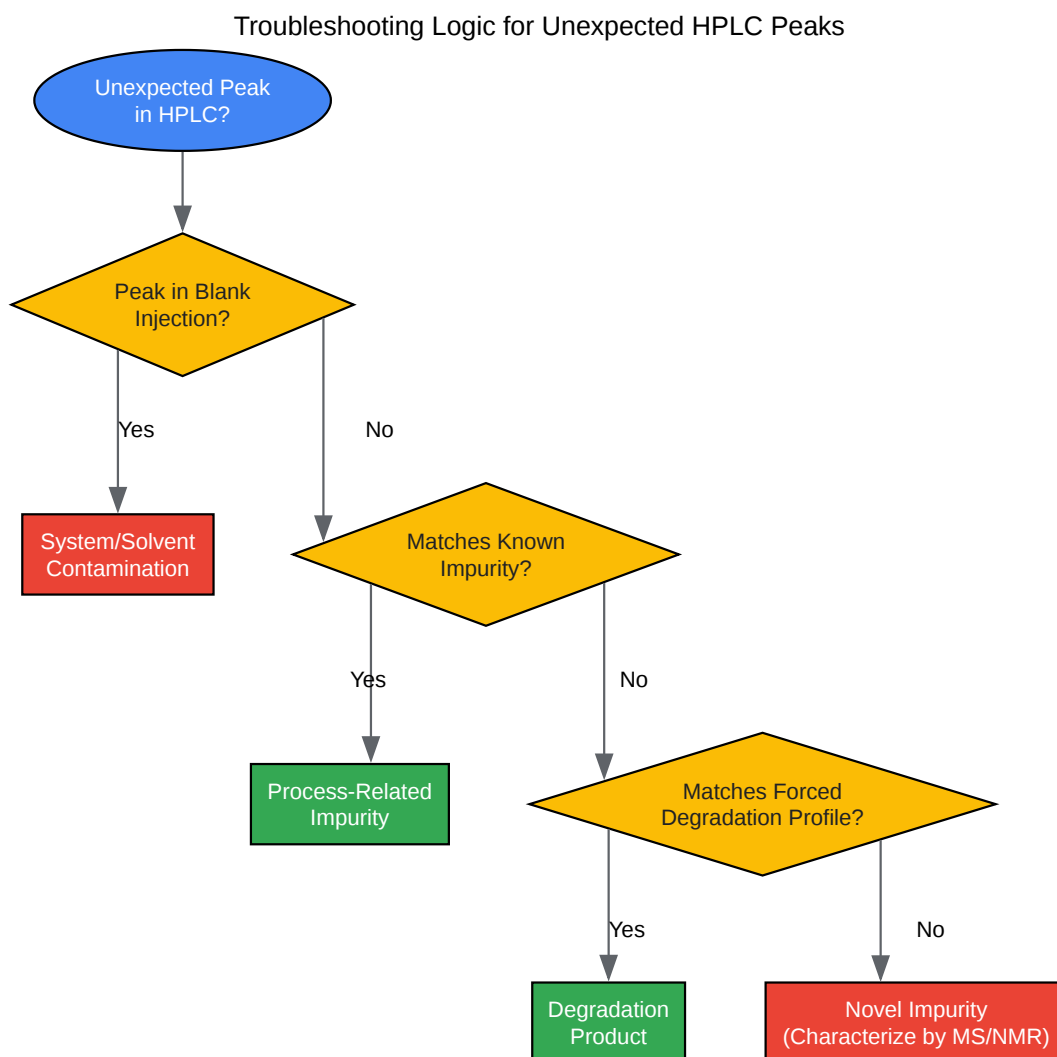 Troubleshooting Logic for Unexpected HPLC Peaks
Unexpected Peak
in HPLC?
Peak in Blank
Injection?
Yes
No
System/Solvent
Contamination
Matches Known
Impurity?
Yes
No
Process-Related
Impurity
Matches Forced
Degradation Profile?
Yes
No
Degradation
Product
Novel Impurity
(Characterize by MS/NMR)